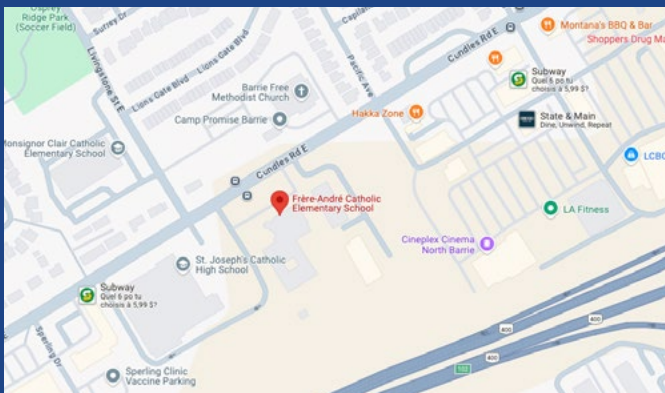 Osprey
Ridge Park
(Soccer Field)
Surrey Dr
Livingstone St E
Lions Gate Blvd
Lions Gate Blvd
Pacific Ave
Cundles Rd E
Montana's BBQ & Bar
Shoppers Drug Ma
Subway
Quel 6 po tu
choisis à 5,99 $?
Barrie Free
Methodist Church
Camp Promise Barrie
Hakka Zone
State & Main
Dine, Unwind, Repeat
Monsignor Clair Catholic
Elementary School
LCBO
Cundles Rd E
Frère-André Catholic
Elementary School
LA Fitness
Cineplex Cinema
North Barrie
St. Joseph's Catholic
High School
Subway
Quel 6 po tu
choisis à 5,99 $?
Sperling Dr
Sperling Clinic
Vaccine Parking
400
400
400
102